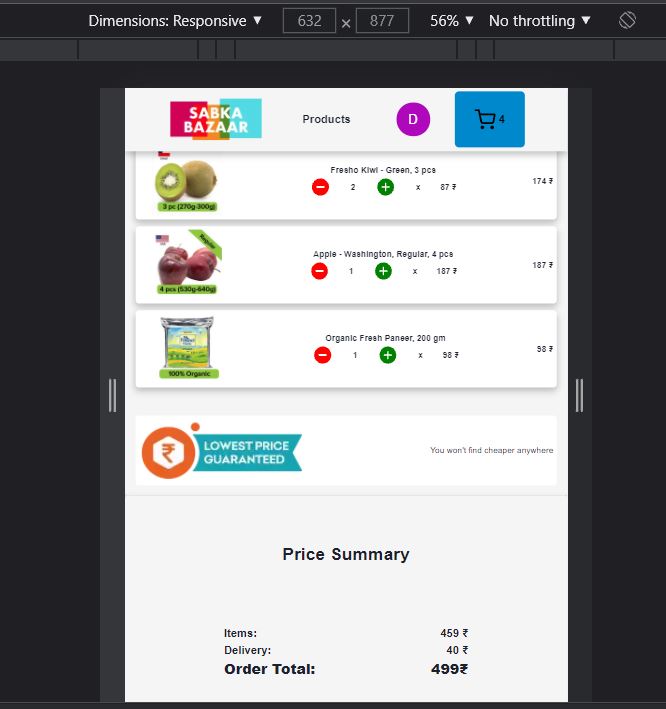 Dimensions: Responsive ▼ 632 × 877 56% ▼ No throttling ▼
SABKA
BAZAAR
Products
D
4
3 pc (270g-300g)
Fresho Kiwi - Green, 3 pcs
2 x 87 ₹
174 ₹
Regular
4 pcs (530g-640g)
Apple - Washington, Regular, 4 pcs
1 x 187 ₹
187 ₹
100% Organic
Organic Fresh Paneer, 200 gm
1 x 98 ₹
98 ₹
₹
LOWEST PRICE
GUARANTEED
You won't find cheaper anywhere
Price Summary
Items: 459 ₹
Delivery: 40 ₹
Order Total: 499₹